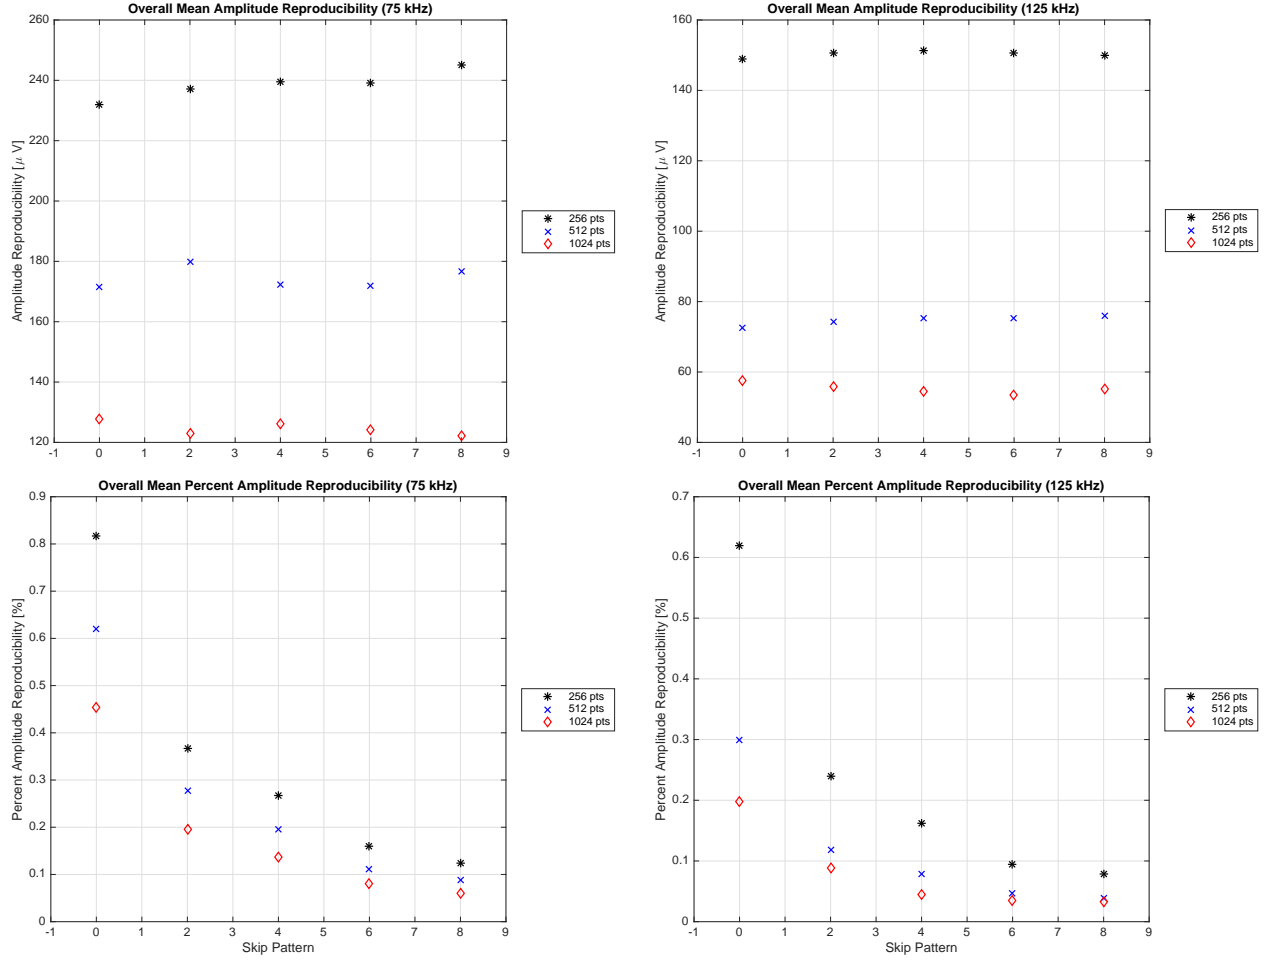 Overall Mean Amplitude Reproducibility (75 kHz)
260
240
220
200
180
160
140
120
-1 0 1 2 3 4 5 6 7 8 9
Amplitude Reproducibility [μ V]
256 pts
512 pts
1024 pts
Overall Mean Amplitude Reproducibility (125 kHz)
160
140
120
100
80
60
40
-1 0 1 2 3 4 5 6 7 8 9
Amplitude Reproducibility [μ V]
256 pts
512 pts
1024 pts
Overall Mean Percent Amplitude Reproducibility (75 kHz)
0.9
0.8
0.7
0.6
0.5
0.4
0.3
0.2
0.1
0
-1 0 1 2 3 4 5 6 7 8 9
Percent Amplitude Reproducibility [%]
Skip Pattern
256 pts
512 pts
1024 pts
Overall Mean Percent Amplitude Reproducibility (125 kHz)
0.7
0.6
0.5
0.4
0.3
0.2
0.1
0
-1 0 1 2 3 4 5 6 7 8 9
Percent Amplitude Reproducibility [%]
Skip Pattern
256 pts
512 pts
1024 pts